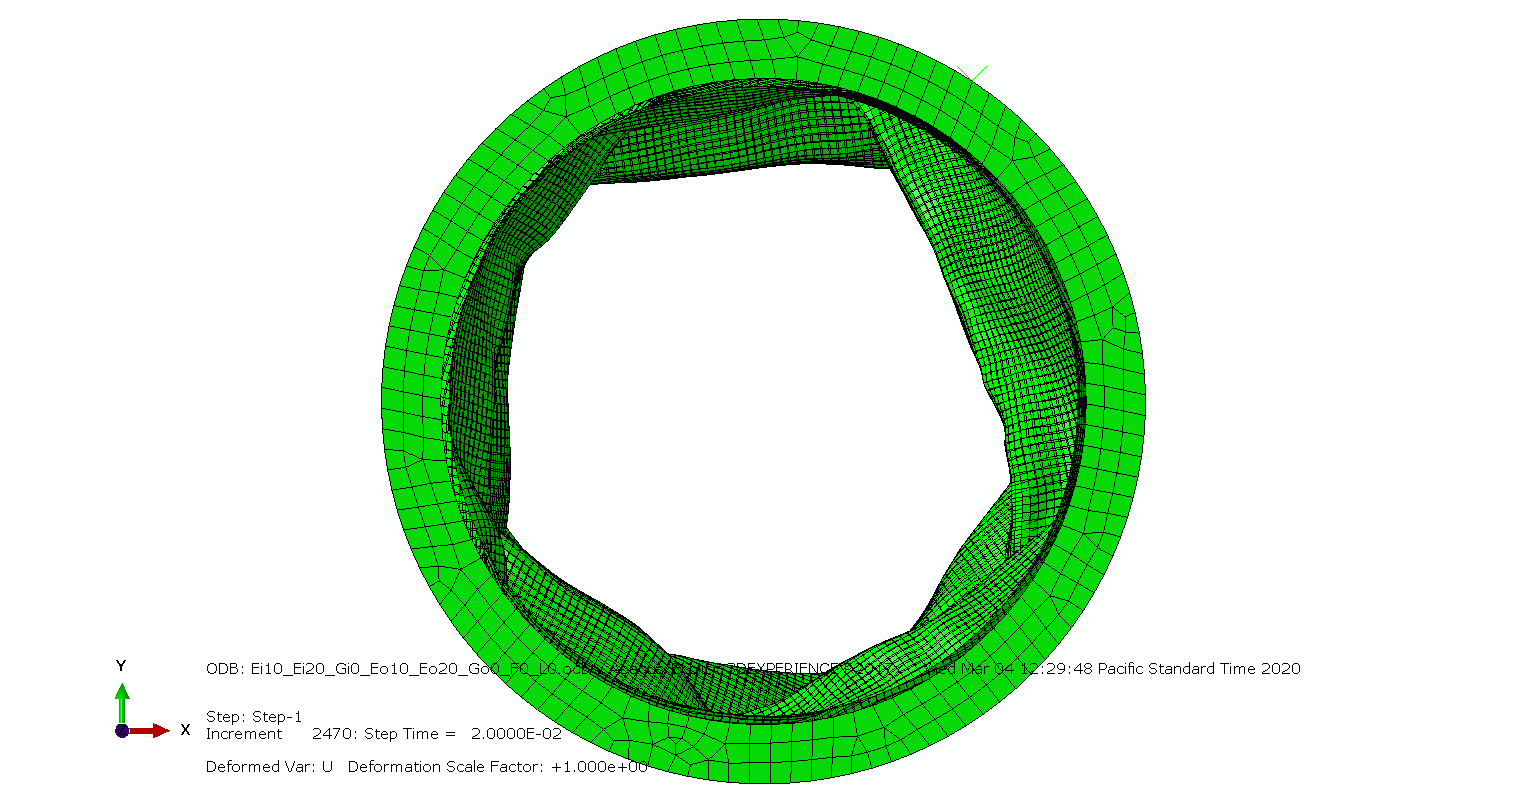 ODB: Ei10_Ei20_Gi0_Eo10_Eo20_Go0_F0_L0.odb Wed Mar 04 12:29:48 Pacific Standard Time 2020
Y
X
Z
Step: Step-1
Increment 2470: Step Time = 2.0000E-02
Deformed Var: U Deformation Scale Factor: +1.000e+00